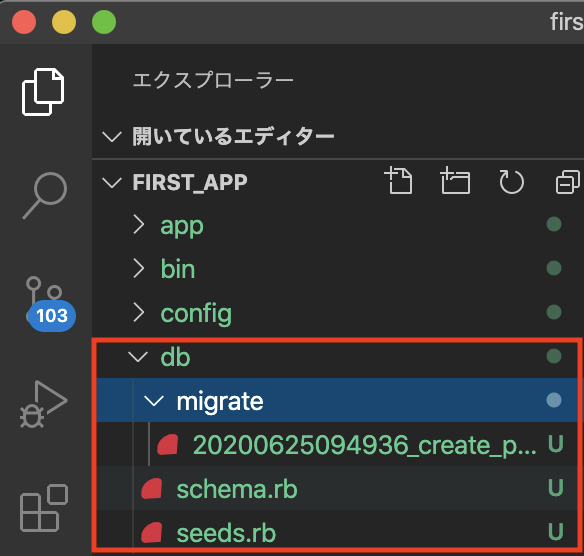 firs
エクスプローラー
開いているエディター
FIRST_APP
app
bin
config
103
db
migrate
20200625094936_create_p... U
schema.rb U
seeds.rb U